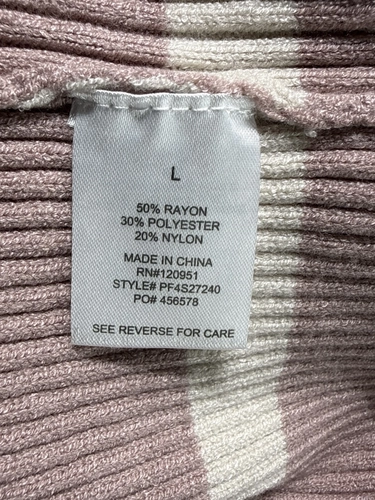 L
50% RAYON
30% POLYESTER
20% NYLON
MADE IN CHINA
RN#120951
STYLE# PF4S27240
PO# 456578
SEE REVERSE FOR CARE